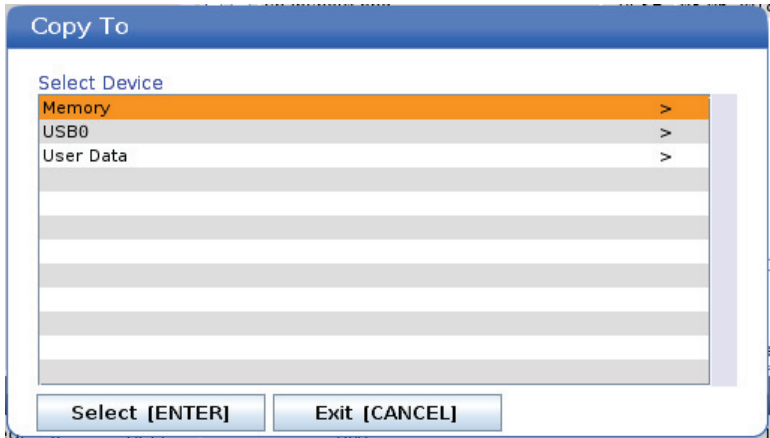 Copy To
Select Device
Memory >
USB0 >
User Data >
Select [ENTER] Exit [CANCEL]